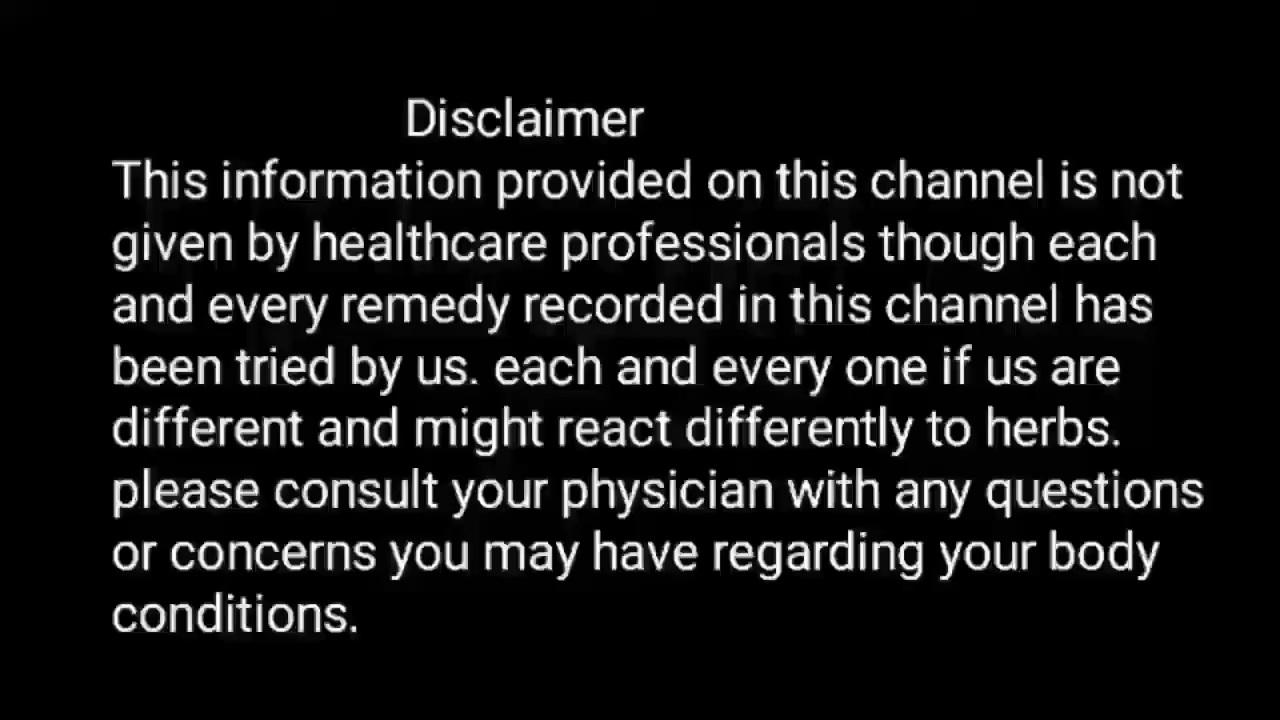 Disclaimer
This information provided on this channel is not
given by healthcare professionals though each
and every remedy recorded in this channel has
been tried by us. each and every one if us are
different and might react differently to herbs.
please consult your physician with any questions
or concerns you may have regarding your body
conditions.